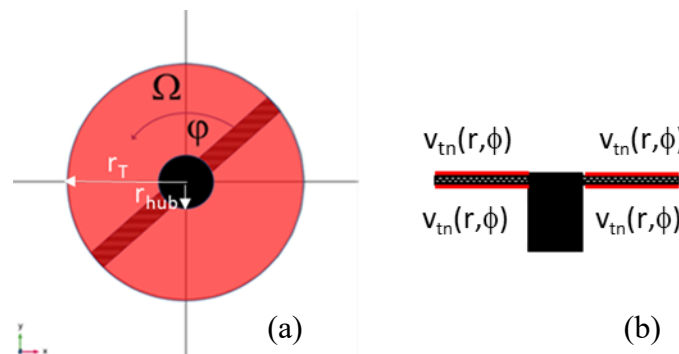 Ω
φ
r_T
r_hub
y
x
(a)
v_tn(r,ϕ)
v_tn(r,ϕ)
v_tn(r,ϕ)
v_tn(r,ϕ)
(b)